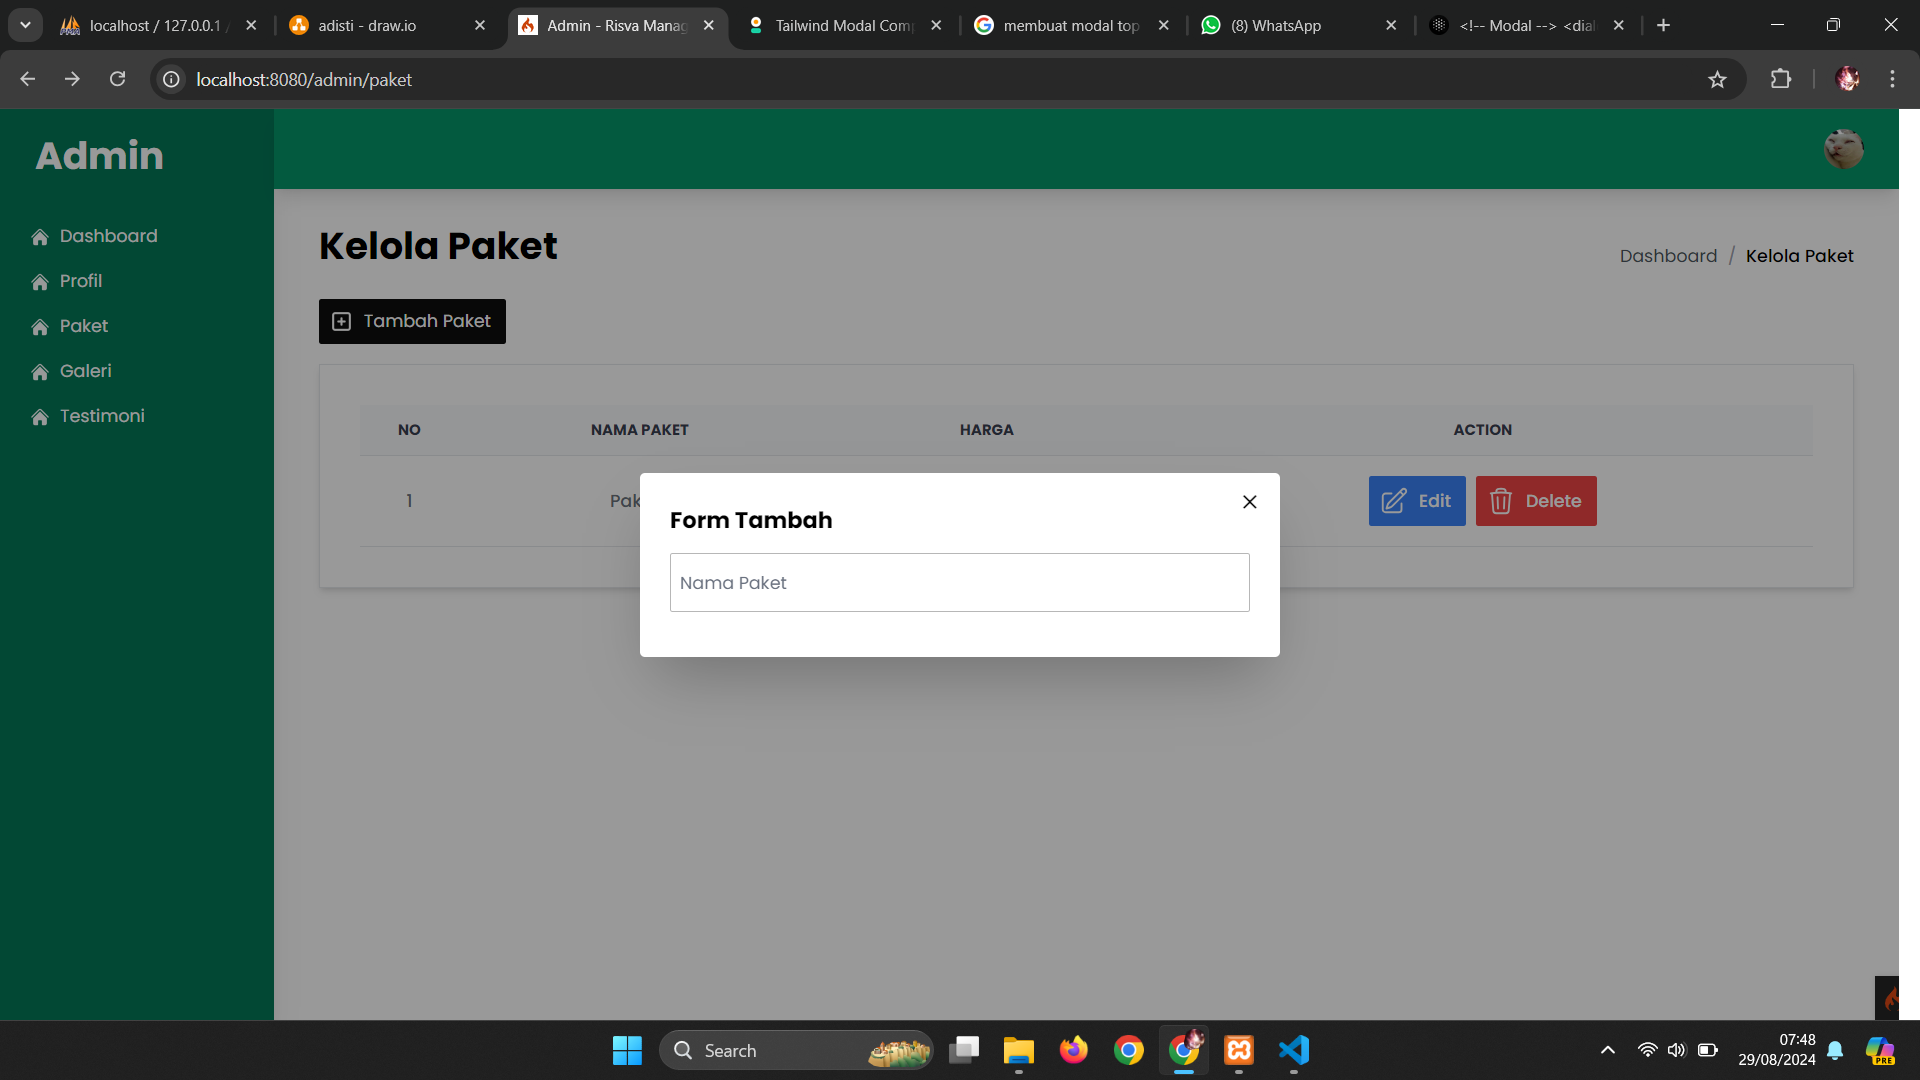 localhost / 127.0.0.1 /
adisti - draw.io
Admin - Risva Manag
Tailwind Modal Comp
membuat modal top
(8) WhatsApp
<!-- Modal --> <dial
localhost:8080/admin/paket
Admin
Dashboard
Profil
Paket
Galeri
Testimoni
Kelola Paket
Dashboard / Kelola Paket
Tambah Paket
NO NAMA PAKET HARGA ACTION
1 Pak Edit Delete
Form Tambah
Nama Paket
Search
07:48
29/08/2024
PRE